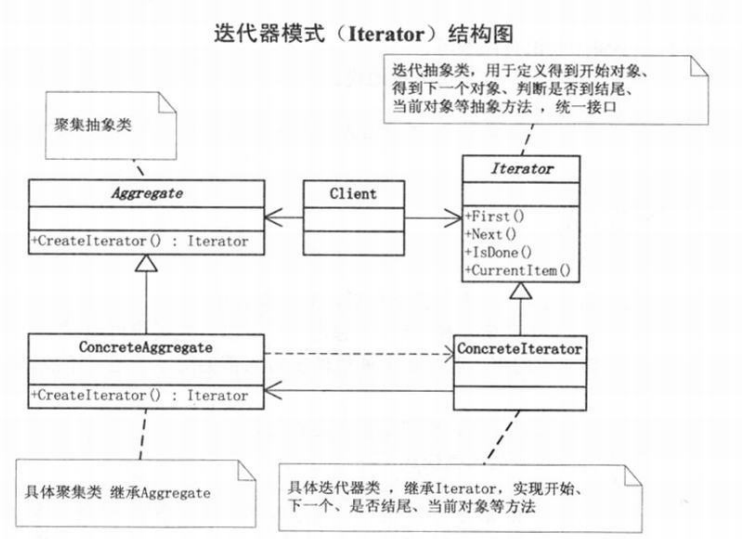 迭代器模式（Iterator）结构图
迭代抽象类，用于定义得到开始对象、
得到下一个对象、判断是否到结尾、
当前对象等抽象方法 ，统一接口
聚集抽象类
Aggregate
+CreateIterator() : Iterator
Client
Iterator
+First()
+Next()
+IsDone()
+CurrentItem()
ConcreteAggregate
+CreateIterator() : Iterator
ConcreteIterator
具体聚集类 继承Aggregate
具体迭代器类 ，继承Iterator，实现开始、
下一个、是否结尾、当前对象等方法